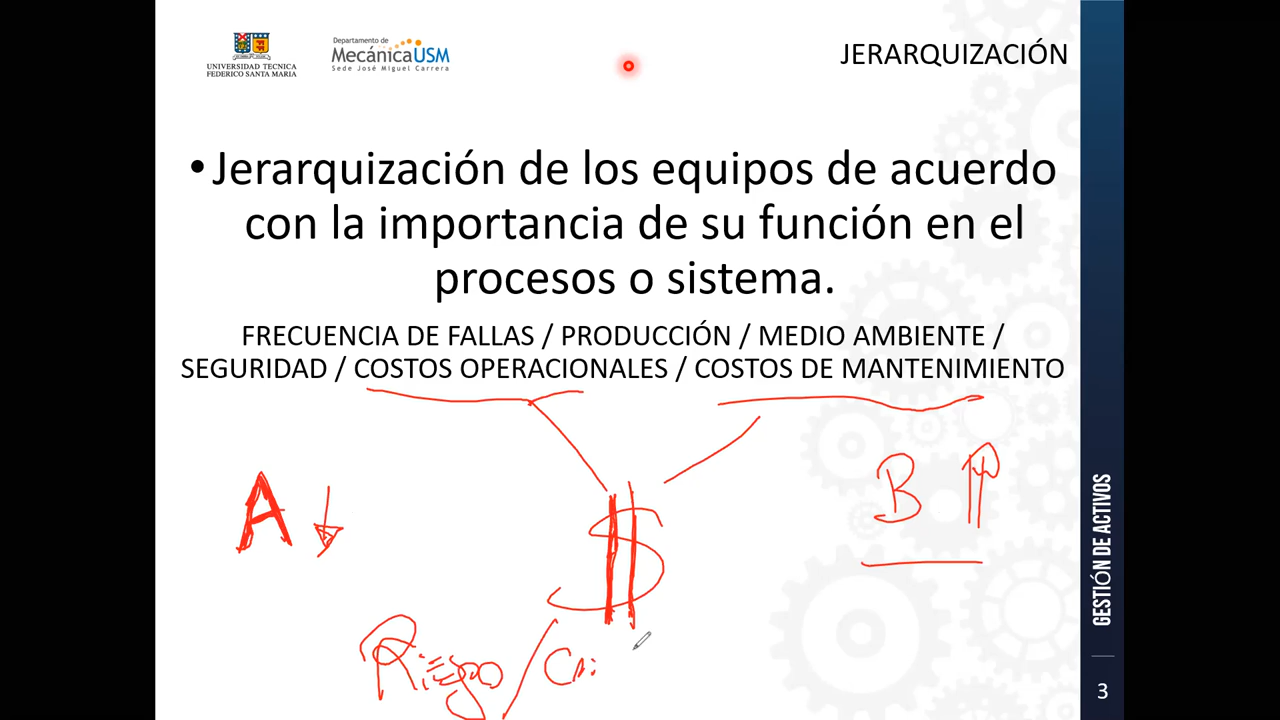 UNIVERSIDAD TECNICA
FEDERICO SANTA MARIA
Departamento de
MecánicaUSM
Sede José Miguel Carrera
JERARQUIZACIÓN
•Jerarquización de los equipos de acuerdo
con la importancia de su función en el
procesos o sistema.
FRECUENCIA DE FALLAS / PRODUCCIÓN / MEDIO AMBIENTE /
SEGURIDAD / COSTOS OPERACIONALES / COSTOS DE MANTENIMIENTO
A ↓
$
B ↑
/
GESTIÓN DE ACTIVOS
3